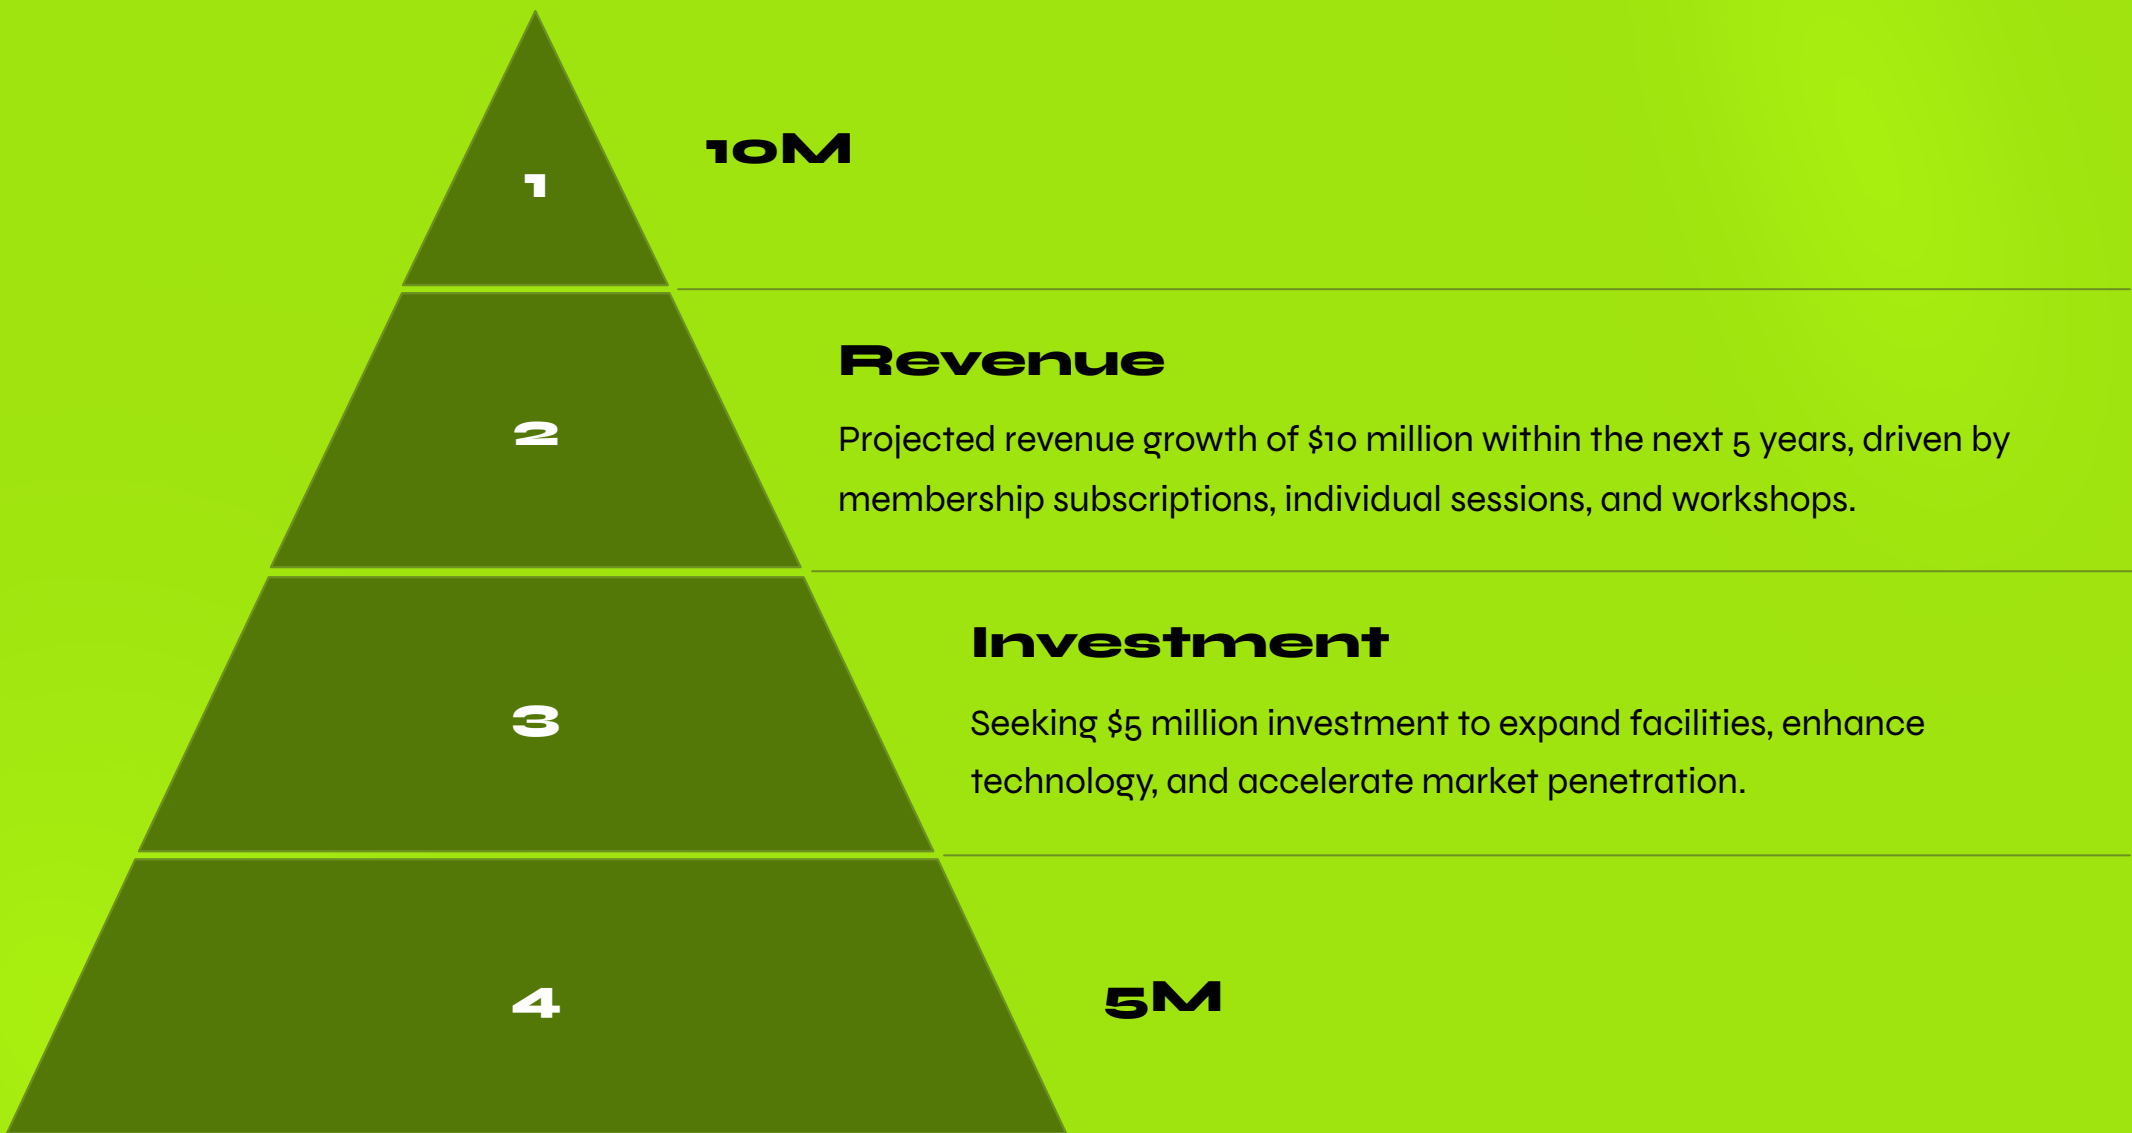 1
10M
2
Revenue
Projected revenue growth of $10 million within the next 5 years, driven by
membership subscriptions, individual sessions, and workshops.
3
Investment
Seeking $5 million investment to expand facilities, enhance
technology, and accelerate market penetration.
4
5M